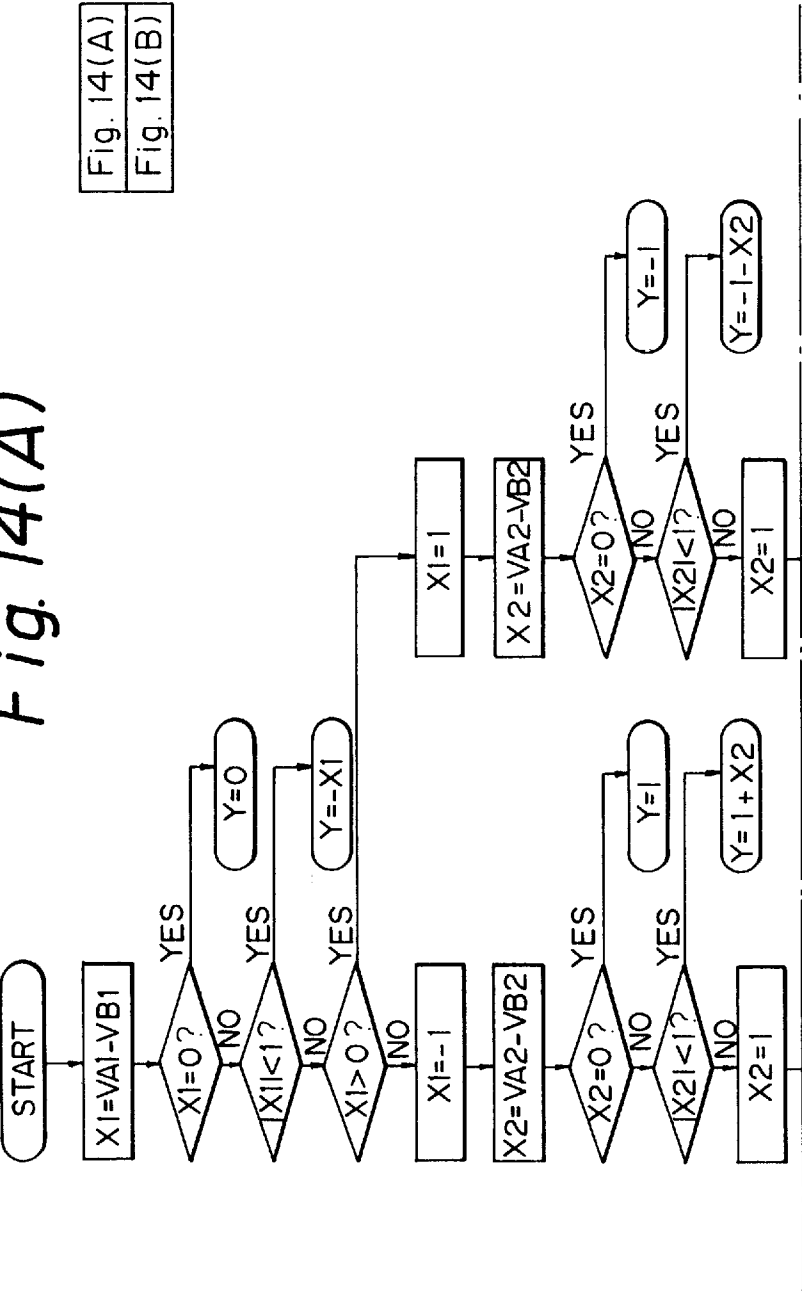 Fig. 14(A)
Fig. 14(A)
Fig. 14(B)
START
X1=VA1-VB1
X1=0?
YES
NO
Y=0
|X1|<1?
YES
NO
Y=-X1
X1>0?
YES
NO
X1=-1
X2=VA2-VB2
X2=0?
YES
NO
Y=1
|X2|<1?
YES
NO
Y=1+X2
X2=1
X1=1
X2=VA2-VB2
X2=0?
YES
NO
Y=-1
|X2|<1?
YES
NO
Y=-1-X2
X2=1